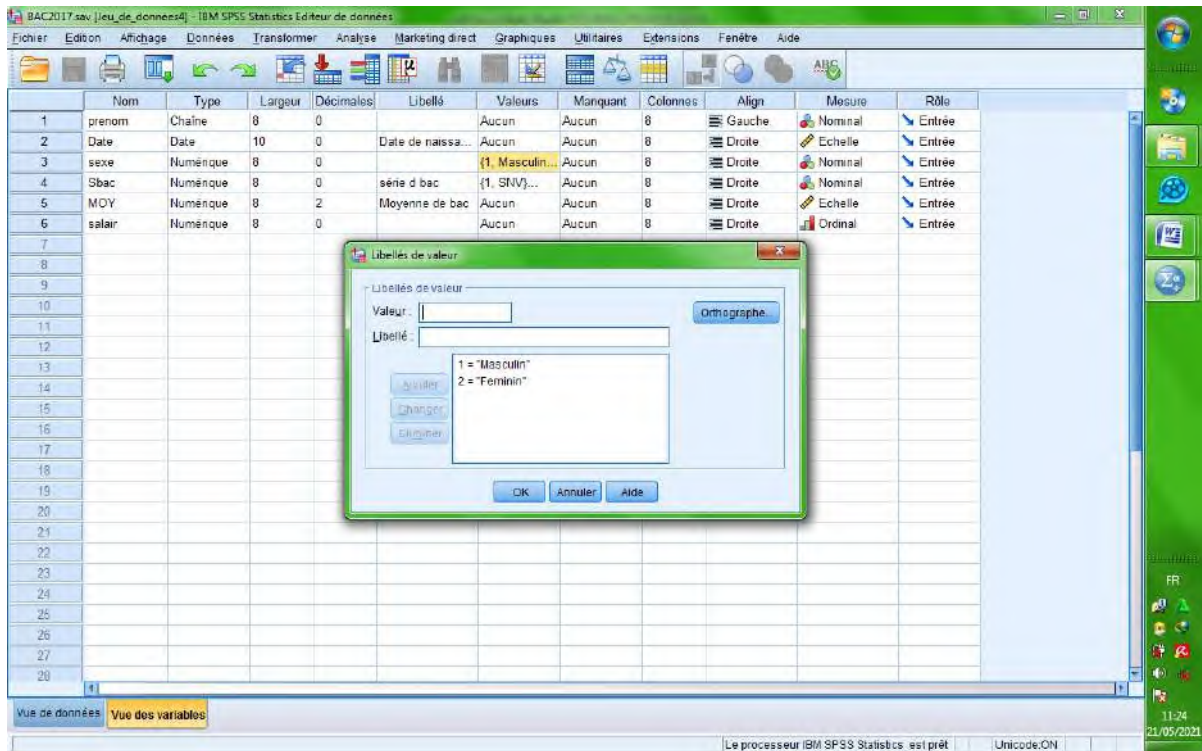 BAC2017.sav [Jeu_de_données4] - IBM SPSS Statistics Editeur de données
Fichier Edition Affichage Données Transformer Analyse Marketing direct Graphiques Utilitaires Extensions Fenêtre Aide
Nom Type Largeur Décimales Libellé Valeurs Manquant Colonnes Align Mesure Rôle
1 prenom Chaîne 8 0 Aucun Aucun 8 Gauche Nominal Entrée
2 Date Date 10 0 Date de naissa... Aucun Aucun 8 Droite Echelle Entrée
3 sexe Numérique 8 0 {1, Masculin... Aucun 8 Droite Nominal Entrée
4 Sbac Numérique 8 0 série d bac {1, SNV}... Aucun 8 Droite Nominal Entrée
5 MOY Numérique 8 2 Moyenne de bac Aucun Aucun 8 Droite Echelle Entrée
6 salair Numérique 8 0 Aucun Aucun 8 Droite Ordinal Entrée
7
8
9
10
11
12
13
14
15
16
17
18
19
20
21
22
23
24
25
26
27
28
Libellés de valeur
Libellés de valeur
Valeur :
Orthographe...
Libellé :
1 = "Masculin"
2 = "Feminin"
Changer
Eliminer
OK Annuler Aide
Vue de données Vue des variables
Le processeur IBM SPSS Statistics est prêt Unicode:ON
FR
11:24
21/05/2021